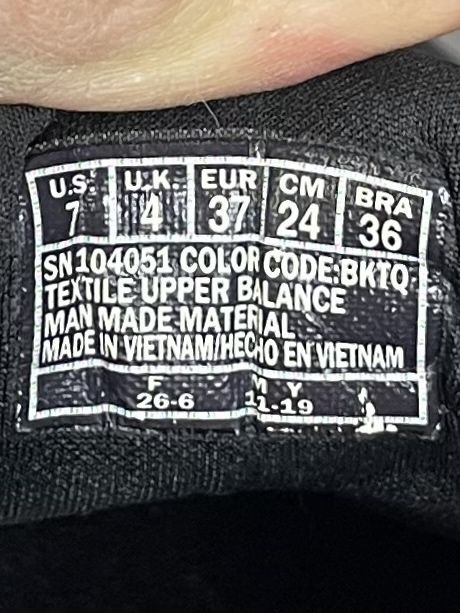 U.S. U.K. EUR CM BRA
7 4 37 24 36
SN104051 COLOR CODE:BKTQ
TEXTILE UPPER BALANCE
MAN MADE MATERIAL
MADE IN VIETNAM/HECHO EN VIETNAM
F M Y
26-6 11-19